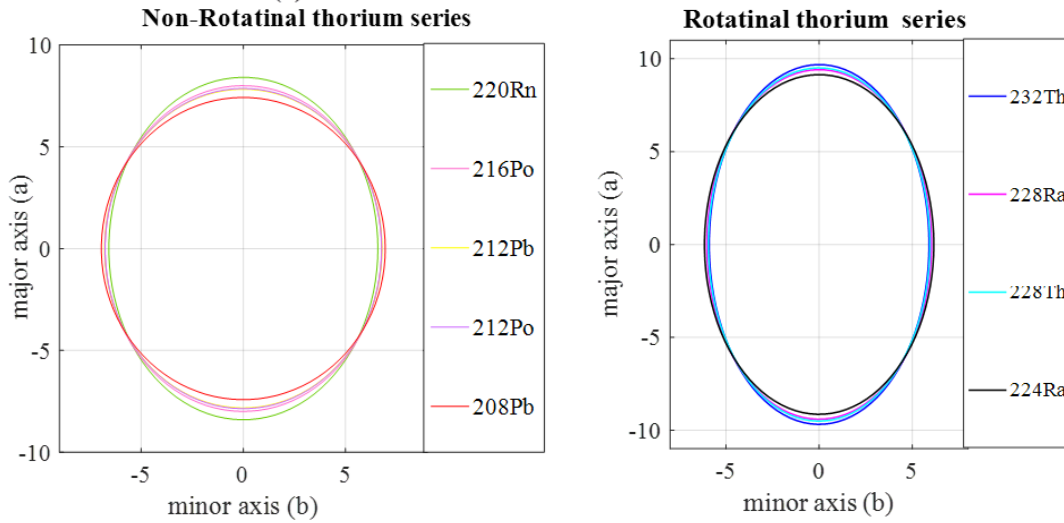 Non-Rotatinal thorium series
10
5
0
-5
-10
-5
0
5
major axis (a)
minor axis (b)
220Rn
216Po
212Pb
212Po
208Pb
Rotatinal thorium series
10
5
0
-5
-10
-5
0
5
major axis (a)
minor axis (b)
232Th
228Ra
228Th
224Ra